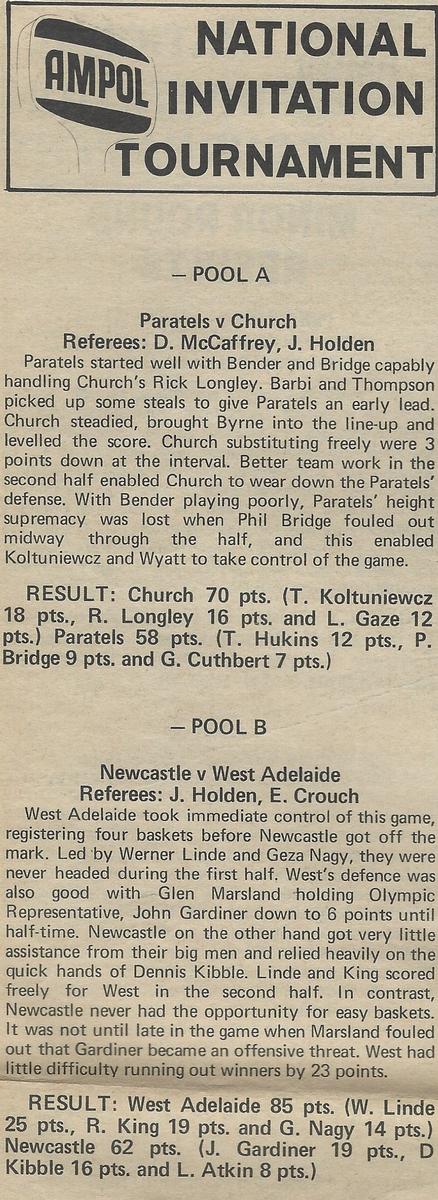 AMPOL
NATIONAL
INVITATION
TOURNAMENT
– POOL A
Paratels v Church
Referees: D. McCaffrey, J. Holden
Paratels started well with Bender and Bridge capably
handling Church's Rick Longley. Barbi and Thompson
picked up some steals to give Paratels an early lead.
Church steadied, brought Byrne into the line-up and
levelled the score. Church substituting freely were 3
points down at the interval. Better team work in the
second half enabled Church to wear down the Paratels'
defense. With Bender playing poorly, Paratels' height
supremacy was lost when Phil Bridge fouled out
midway through the half, and this enabled
Koltuniewcz and Wyatt to take control of the game.
RESULT: Church 70 pts. (T. Koltuniewcz
18 pts., R. Longley 16 pts. and L. Gaze 12
pts.) Paratels 58 pts. (T. Hukins 12 pts., P.
Bridge 9 pts. and G. Cuthbert 7 pts.)
– POOL B
Newcastle v West Adelaide
Referees: J. Holden, E. Crouch
West Adelaide took immediate control of this game,
registering four baskets before Newcastle got off the
mark. Led by Werner Linde and Geza Nagy, they were
never headed during the first half. West's defence was
also good with Glen Marsland holding Olympic
Representative, John Gardiner down to 6 points until
half-time. Newcastle on the other hand got very little
assistance from their big men and relied heavily on the
quick hands of Dennis Kibble. Linde and King scored
freely for West in the second half. In contrast,
Newcastle never had the opportunity for easy baskets.
It was not until late in the game when Marsland fouled
out that Gardiner became an offensive threat. West had
little difficulty running out winners by 23 points.
RESULT: West Adelaide 85 pts. (W. Linde
25 pts., R. King 19 pts. and G. Nagy 14 pts.)
Newcastle 62 pts. (J. Gardiner 19 pts., D
Kibble 16 pts. and L. Atkin 8 pts.)